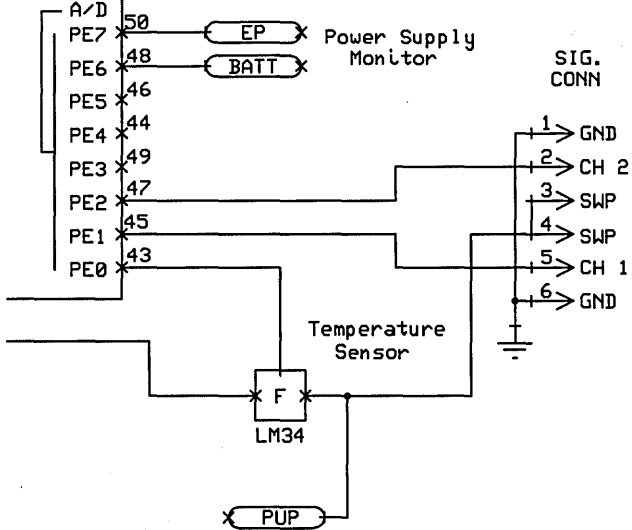 A/D
PE7 50 EP
Power Supply
Monitor
PE6 48 BATT
SIG.
CONN
PE5 46
PE4 44
1 GND
PE3 49
2 CH 2
PE2 47
3 SWP
PE1 45
4 SWP
PE0 43
5 CH 1
6 GND
Temperature
Sensor
F
LM34
PUP